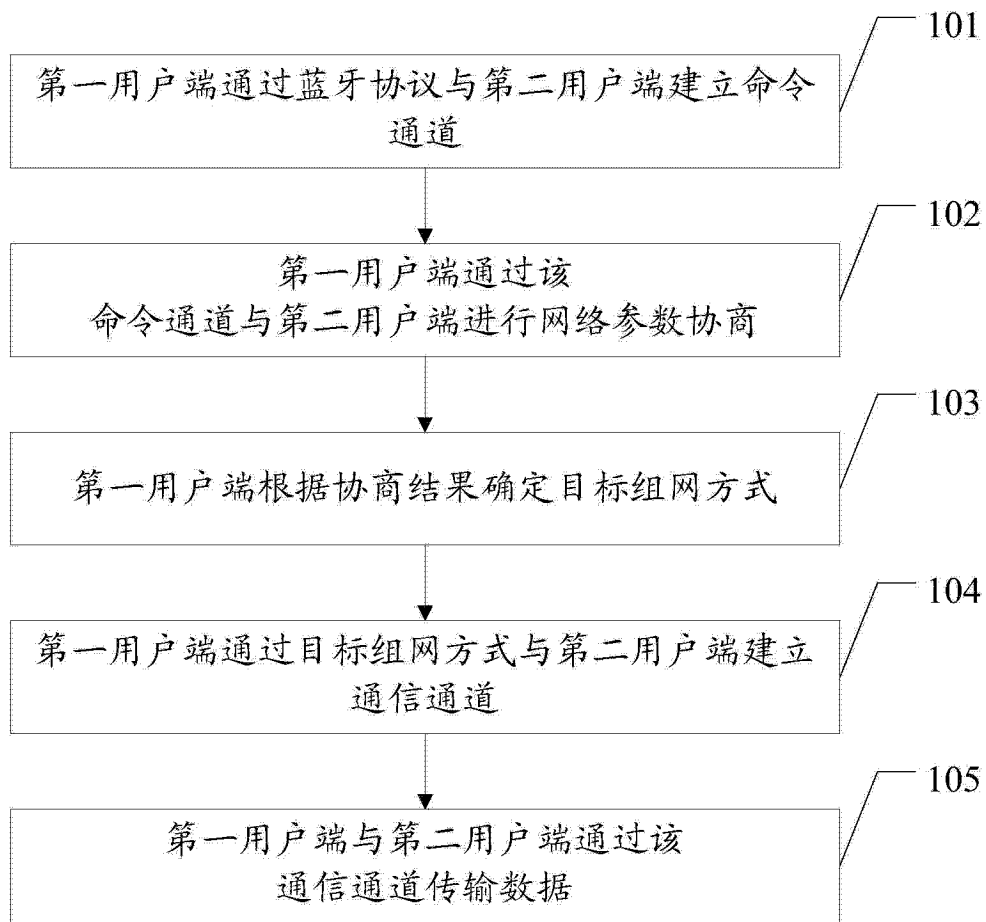 101
第一用户端通过蓝牙协议与第二用户端建立命令
通道
102
第一用户端通过该
命令通道与第二用户端进行网络参数协商
103
第一用户端根据协商结果确定目标组网方式
104
第一用户端通过目标组网方式与第二用户端建立
通信通道
105
第一用户端与第二用户端通过该
通信通道传输数据